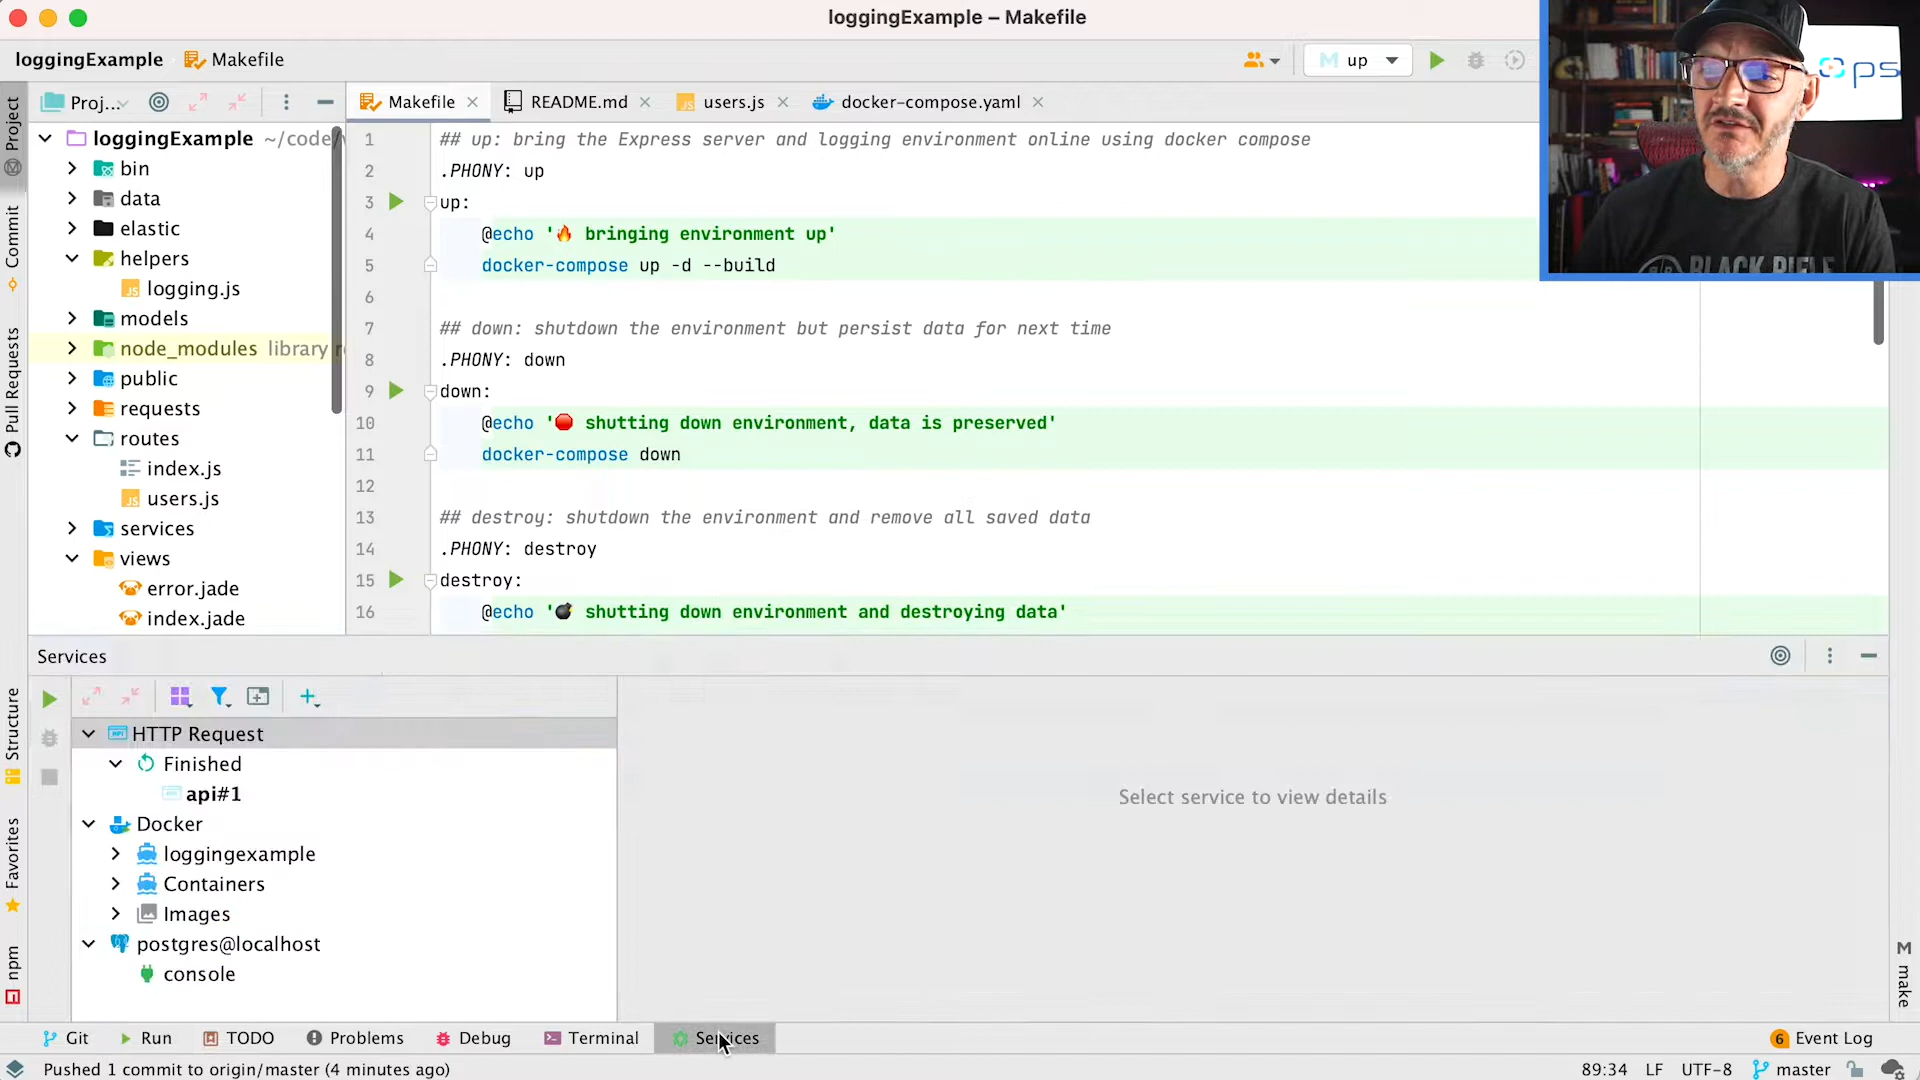 loggingExample – Makefile
loggingExample Makefile
up
ps
BLACK RIFLE
Project
Commit
Pull Requests
Structure
Favorites
npm
Proj...
loggingExample ~/code/
bin
data
elastic
helpers
logging.js
models
node_modules library
public
requests
routes
index.js
users.js
services
views
error.jade
index.jade
Makefile README.md users.js docker-compose.yaml
1 ## up: bring the Express server and logging environment online using docker compose
2 .PHONY: up
3 up:
4 @echo '🔥 bringing environment up'
5 docker-compose up -d --build
6
7 ## down: shutdown the environment but persist data for next time
8 .PHONY: down
9 down:
10 @echo '🛑 shutting down environment, data is preserved'
11 docker-compose down
12
13 ## destroy: shutdown the environment and remove all saved data
14 .PHONY: destroy
15 destroy:
16 @echo '💣 shutting down environment and destroying data'
Services
HTTP Request
Finished
api#1
Docker
loggingexample
Containers
Images
postgres@localhost
console
Select service to view details
make
Git Run TODO Problems Debug Terminal Services 6 Event Log
Pushed 1 commit to origin/master (4 minutes ago) 89:34 LF UTF-8 master